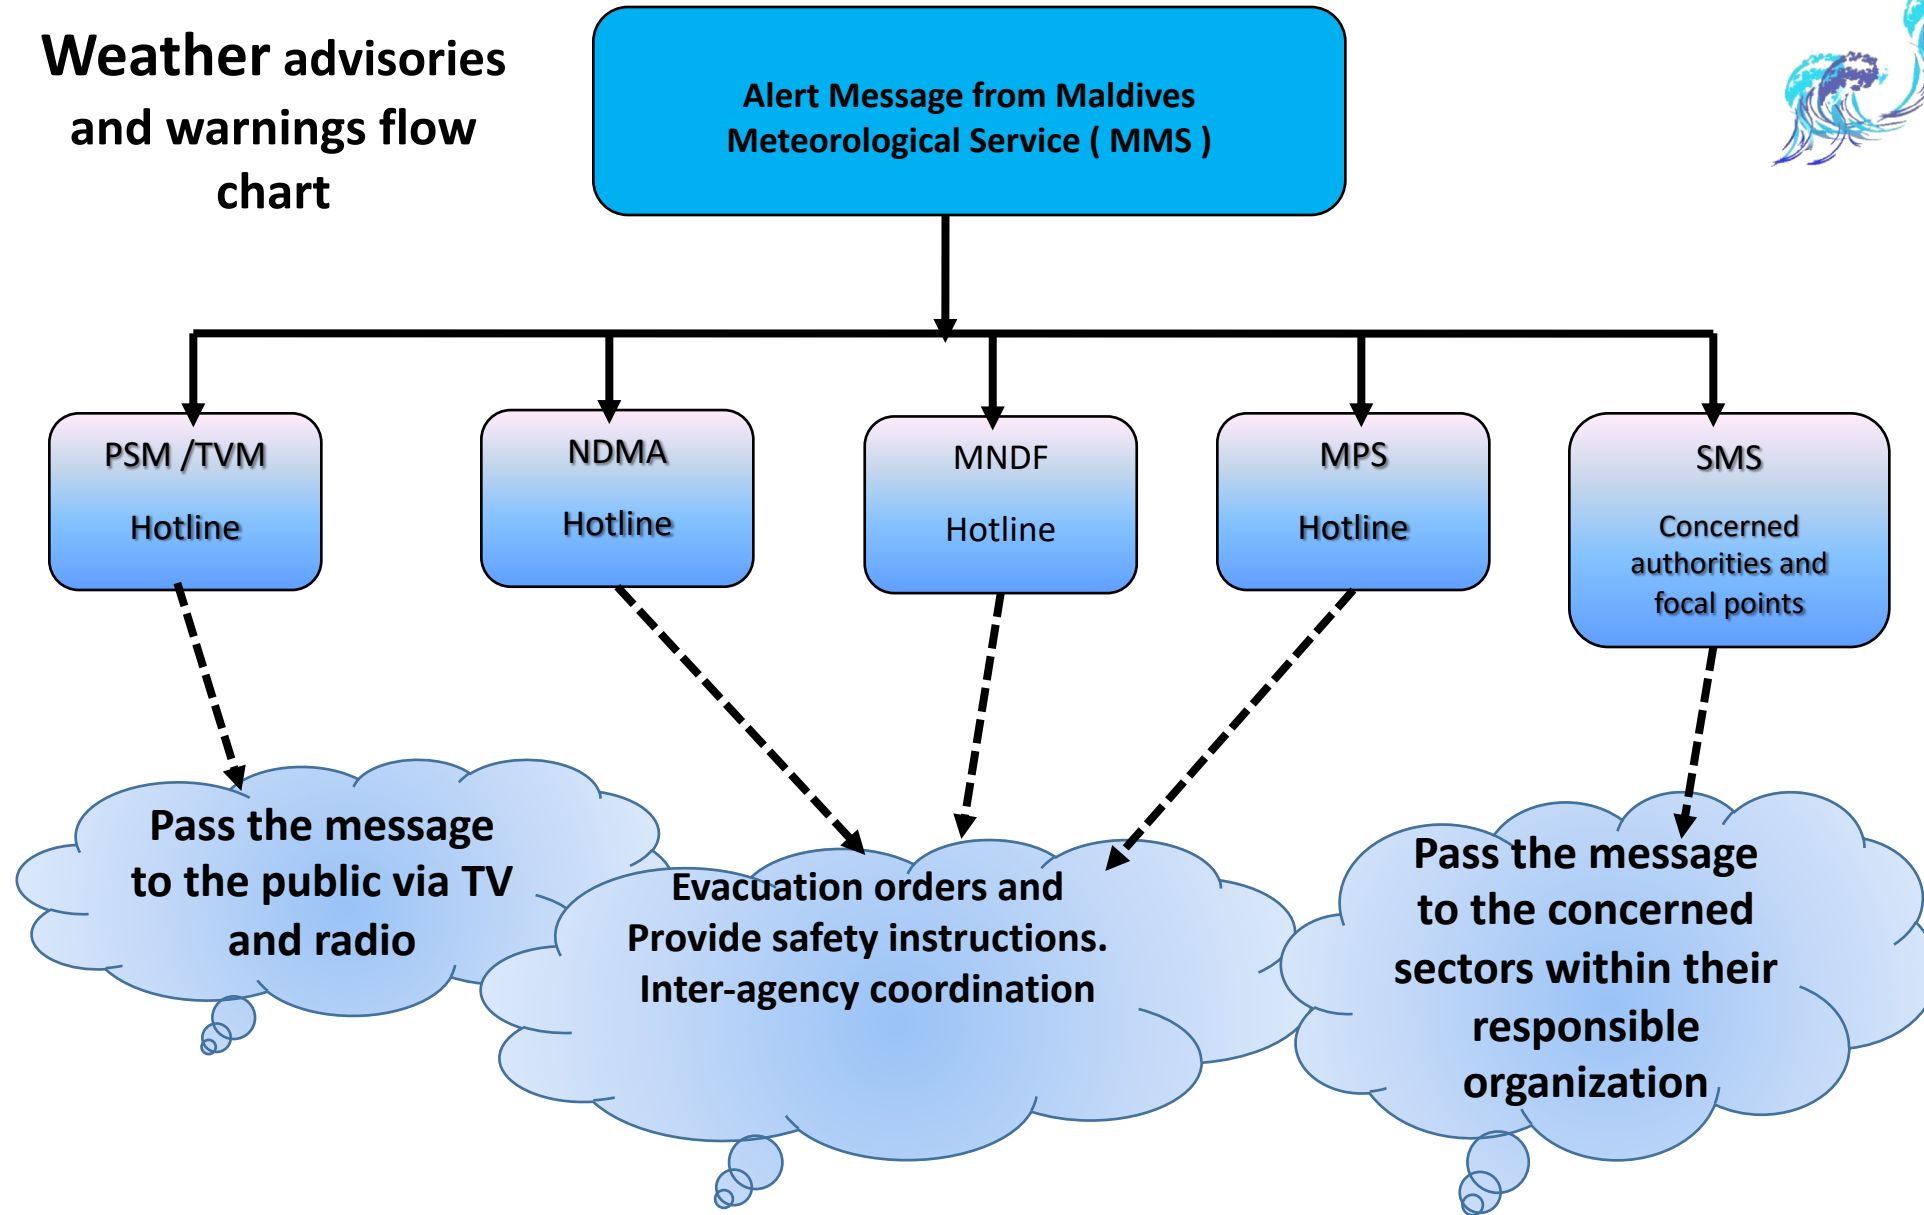 Weather advisories
and warnings flow
chart
Alert Message from Maldives
Meteorological Service ( MMS )
PSM /TVM
Hotline
NDMA
Hotline
MNDF
Hotline
MPS
Hotline
SMS
Concerned
authorities and
focal points
Pass the message
to the public via TV
and radio
Evacuation orders and
Provide safety instructions.
Inter-agency coordination
Pass the message
to the concerned
sectors within their
responsible
organization